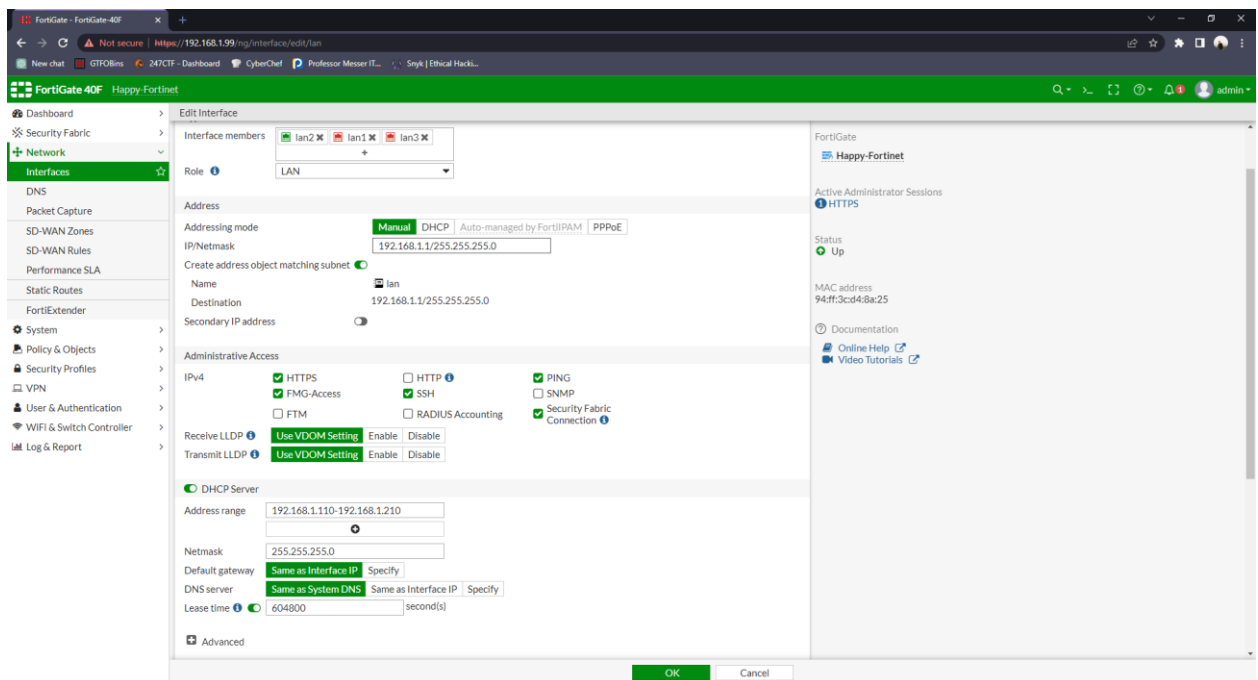 FortiGate - FortiGate-40F
Not secure | https://192.168.1.99/ng/interface/edit/lan
New chat GTFOBins 247CTF - Dashboard CyberChef Professor Messer IT... Snyk | Ethical Hacki...
FortiGate 40F Happy-Fortinet
1 admin
Dashboard
Security Fabric
Network
Interfaces
DNS
Packet Capture
SD-WAN Zones
SD-WAN Rules
Performance SLA
Static Routes
FortiExtender
System
Policy & Objects
Security Profiles
VPN
User & Authentication
WiFi & Switch Controller
Log & Report
Edit Interface
Interface members lan2 lan1 lan3
Role LAN
Address
Addressing mode Manual DHCP Auto-managed by FortiIPAM PPPoE
IP/Netmask 192.168.1.1/255.255.255.0
Create address object matching subnet
Name lan
Destination 192.168.1.1/255.255.255.0
Secondary IP address
Administrative Access
IPv4 HTTPS HTTP PING
FMG-Access SSH SNMP
FTM RADIUS Accounting Security Fabric
Connection
Receive LLDP Use VDOM Setting Enable Disable
Transmit LLDP Use VDOM Setting Enable Disable
DHCP Server
Address range 192.168.1.110-192.168.1.210
Netmask 255.255.255.0
Default gateway Same as Interface IP Specify
DNS server Same as System DNS Same as Interface IP Specify
Lease time 604800 second(s)
Advanced
OK Cancel
FortiGate
Happy-Fortinet
Active Administrator Sessions
1 HTTPS
Status
Up
MAC address
94:ff:3c:d4:8a:25
Documentation
Online Help
Video Tutorials